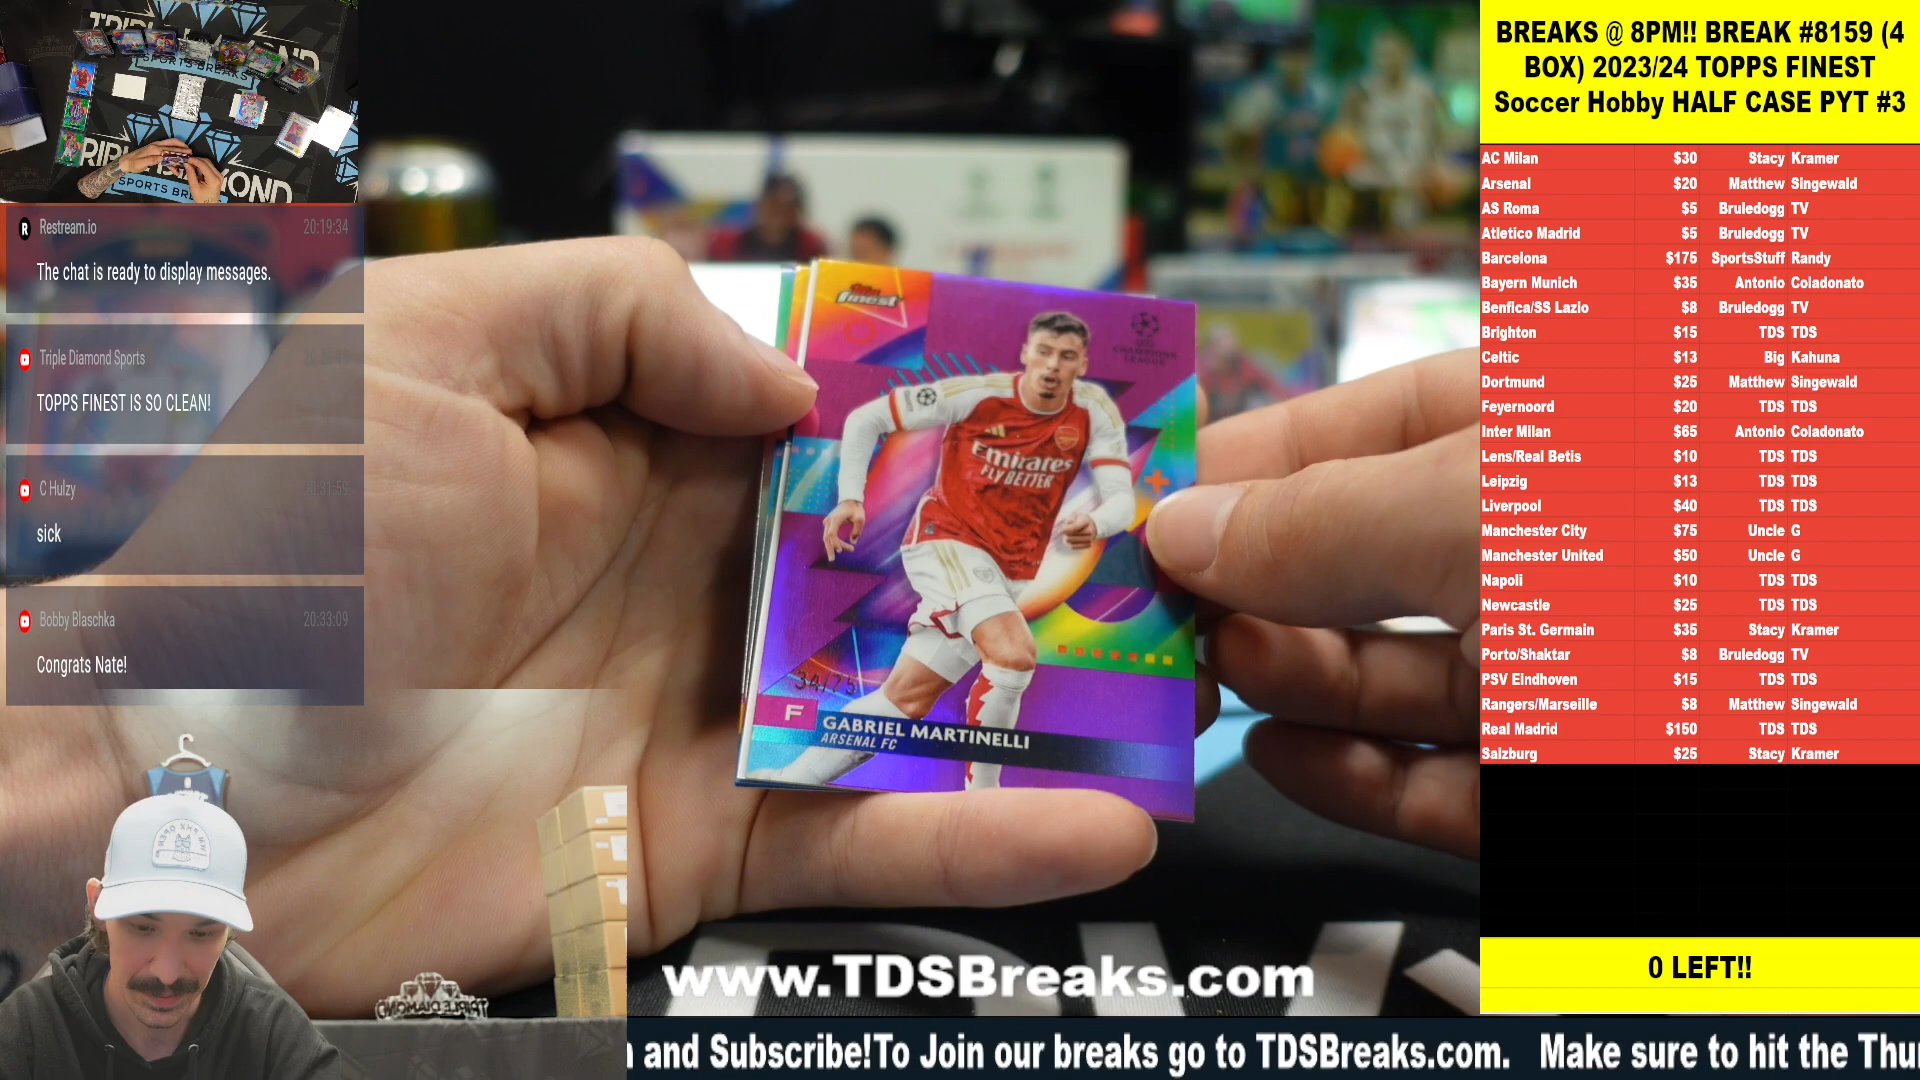 BREAKS @ 8PM!! BREAK #8159 (4
BOX) 2023/24 TOPPS FINEST
Soccer Hobby HALF CASE PYT #3
AC Milan $30 Stacy Kramer
Arsenal $20 Matthew Singewald
AS Roma $5 Bruledogg TV
Atletico Madrid $5 Bruledogg TV
Barcelona $175 SportsStuff Randy
Bayern Munich $35 Antonio Coladonato
Benfica/SS Lazio $8 Bruledogg TV
Brighton $15 TDS TDS
Celtic $13 Big Kahuna
Dortmund $25 Matthew Singewald
Feyernoord $20 TDS TDS
Inter Milan $65 Antonio Coladonato
Lens/Real Betis $10 TDS TDS
Leipzig $13 TDS TDS
Liverpool $40 TDS TDS
Manchester City $75 Uncle G
Manchester United $50 Uncle G
Napoli $10 TDS TDS
Newcastle $25 TDS TDS
Paris St. Germain $35 Stacy Kramer
Porto/Shaktar $8 Bruledogg TV
PSV Eindhoven $15 TDS TDS
Rangers/Marseille $8 Matthew Singewald
Real Madrid $150 TDS TDS
Salzburg $25 Stacy Kramer
0 LEFT!!
SPORTS BREAKS
Restream.io 20:19:34
The chat is ready to display messages.
Triple Diamond Sports
TOPPS FINEST IS SO CLEAN!
C Hulzy
sick
Bobby Blaschka 20:33:09
Congrats Nate!
finest
CHAMPIONS
LEAGUE
Emirates
FLY BETTER
34/75
F GABRIEL MARTINELLI
ARSENAL FC
www.TDSBreaks.com
and Subscribe!To Join our breaks go to TDSBreaks.com. Make sure to hit the Thu